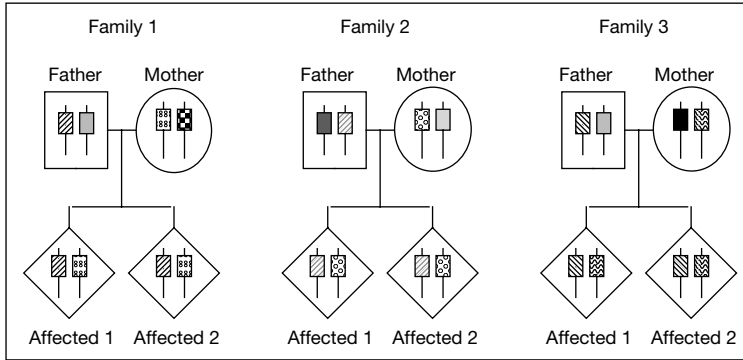 Family 1
Family 2
Family 3
Father
Mother
Father
Mother
Father
Mother
Affected 1
Affected 2
Affected 1
Affected 2
Affected 1
Affected 2